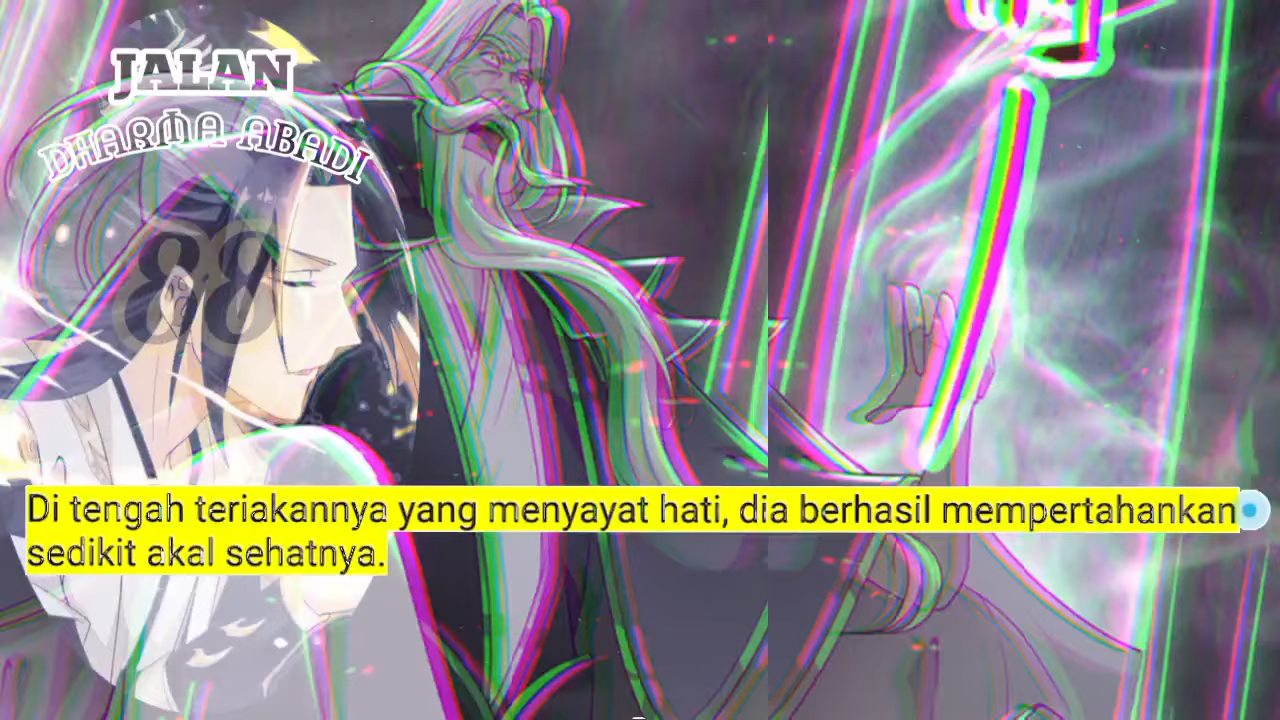 JALAN
DHARMA ABADI
88
Di tengah teriakannya yang menyayat hati, dia berhasil mempertahankan
sedikit akal sehatnya.